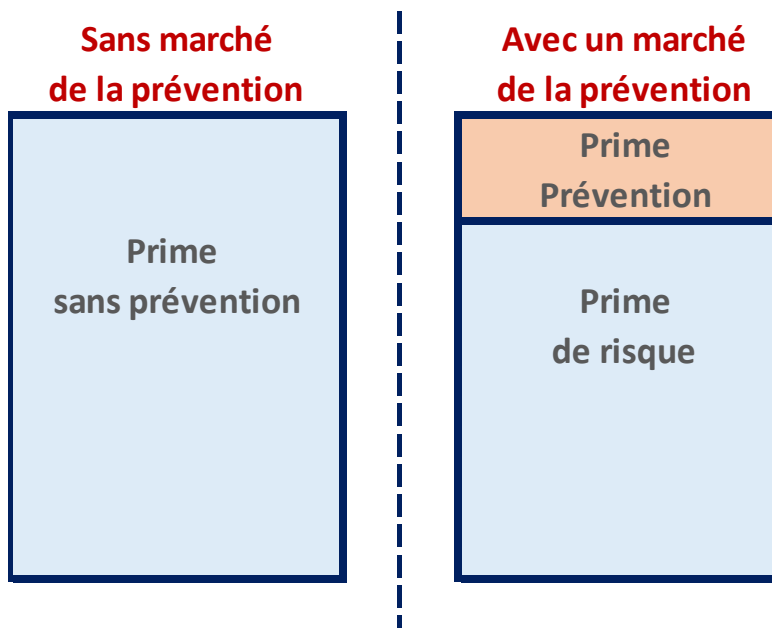 Sans marché
de la prévention
Prime
sans prévention
Avec un marché
de la prévention
Prime
Prévention
Prime
de risque